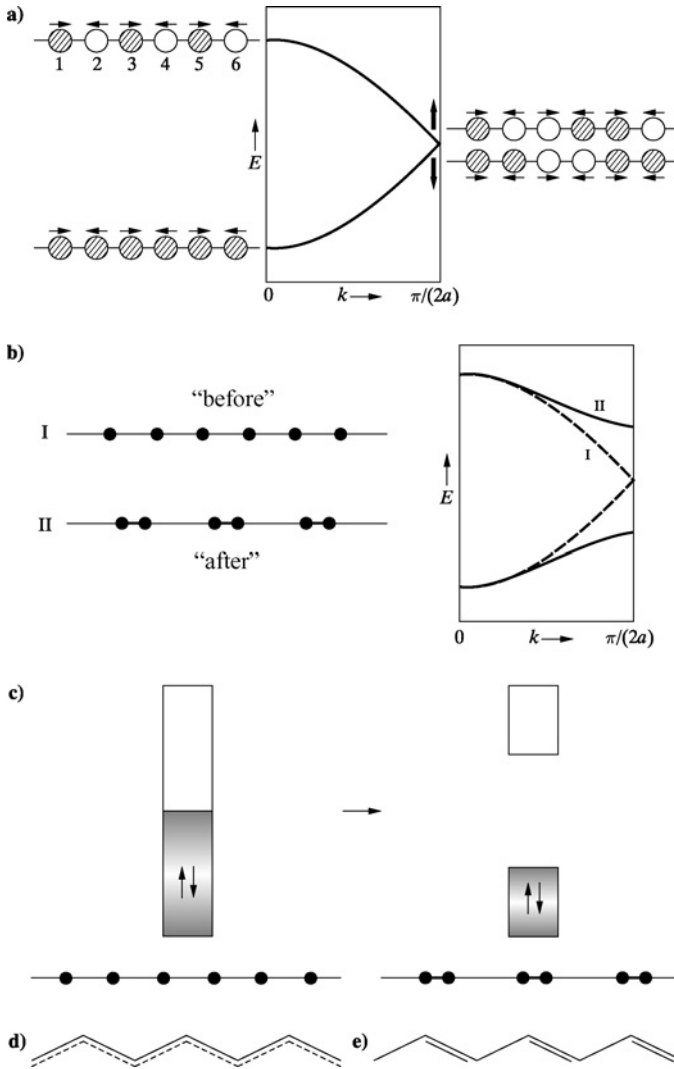 a)
1 2 3 4 5 6
E
0 k π/(2a)
b)
"before"
I
II
"after"
II
I
E
0 k π/(2a)
c)
d)
e)